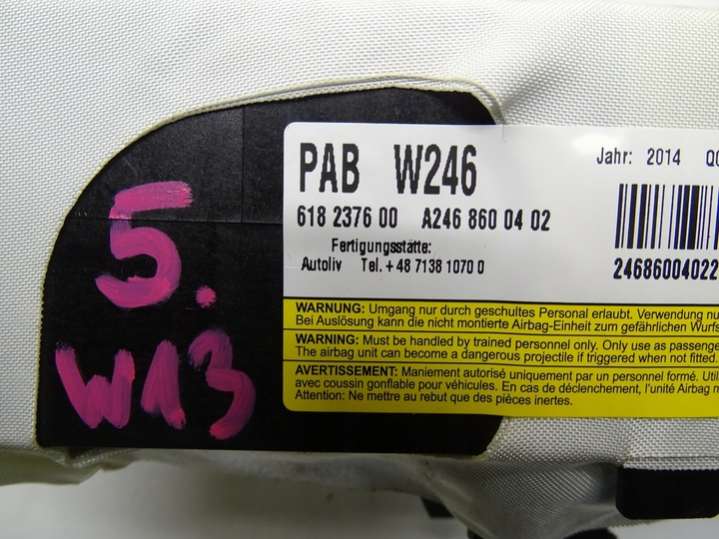 5.
W13
PAB W246
Jahr: 2014
618 2376 00 A246 860 04 02
Fertigungsstätte:
Autoliv Tel. +48 7138 1070 0
24686004022
WARNUNG: Umgang nur durch geschultes Personal erlaubt. Verwendung nu
Bei Auslösung kann die nicht montierte Airbag-Einheit zum gefährlichen Wurfs
WARNING: Must be handled by trained personnel only. Only use as passenge
The airbag unit can become a dangerous projectile if triggered when not fitted.
AVERTISSEMENT: Maniement autorisé uniquement par un personnel formé. Util
avec coussin gonflable pour véhicules. En cas de déclenchement, l'unité Airbag m
Attention: Ne mettre au rebut que des pièces inertes.